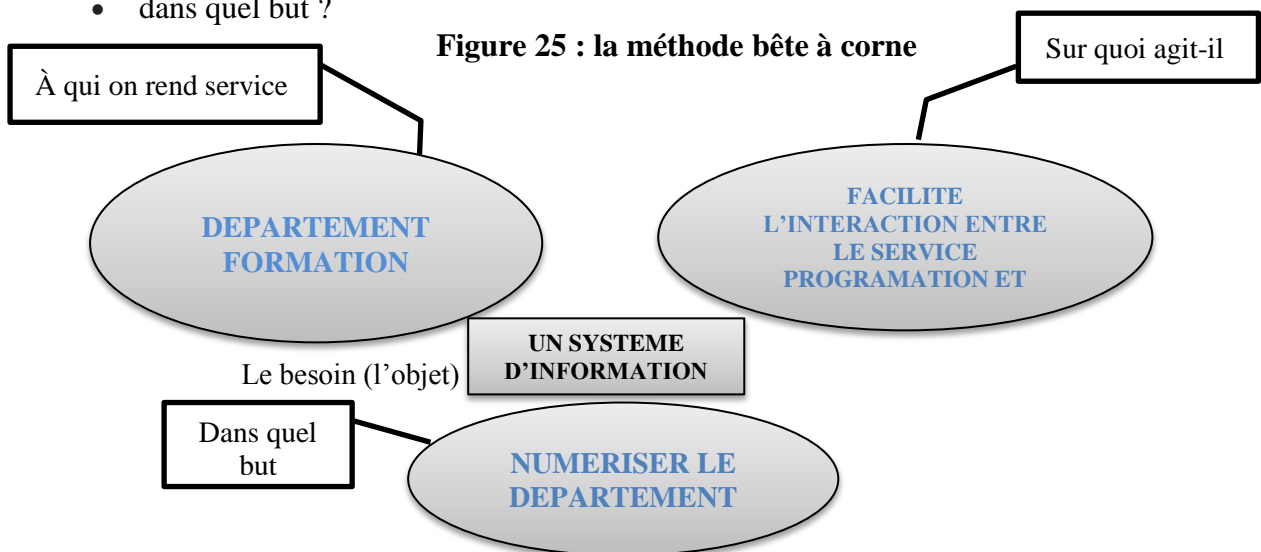 • dans quel but ?
Figure 25 : la méthode bête à corne
À qui on rend service
Sur quoi agit-il
DEPARTEMENT
FORMATION
FACILITE
L’INTERACTION ENTRE
LE SERVICE
PROGRAMATION ET
UN SYSTEME
D’INFORMATION
Le besoin (l’objet)
Dans quel
but
NUMERISER LE
DEPARTEMENT